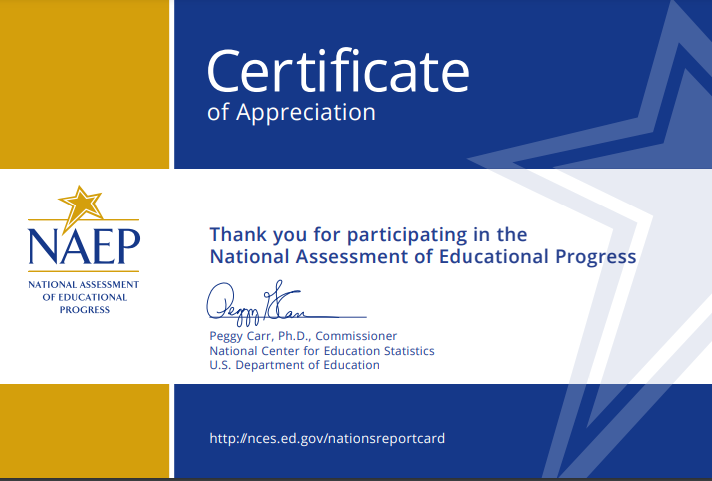 Certificate
of Appreciation
NAEP
NATIONAL ASSESSMENT
OF EDUCATIONAL
PROGRESS
Thank you for participating in the
National Assessment of Educational Progress
Peggy Carr
Peggy Carr, Ph.D., Commissioner
National Center for Education Statistics
U.S. Department of Education
http://nces.ed.gov/nationsreportcard